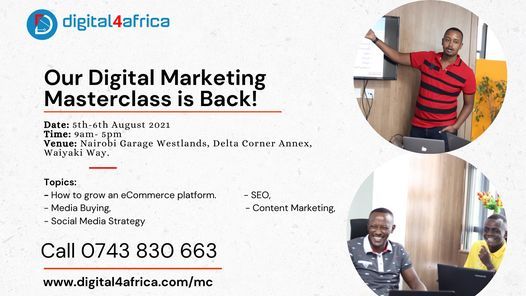 digital4africa
Our Digital Marketing
Masterclass is Back!
Date: 5th-6th August 2021
Time: 9am- 5pm
Venue: Nairobi Garage Westlands, Delta Corner Annex,
Waiyaki Way.
Topics:
- How to grow an eCommerce platform. - SEO,
- Media Buying, - Content Marketing,
- Social Media Strategy
Call 0743 830 663
www.digital4africa.com/mc